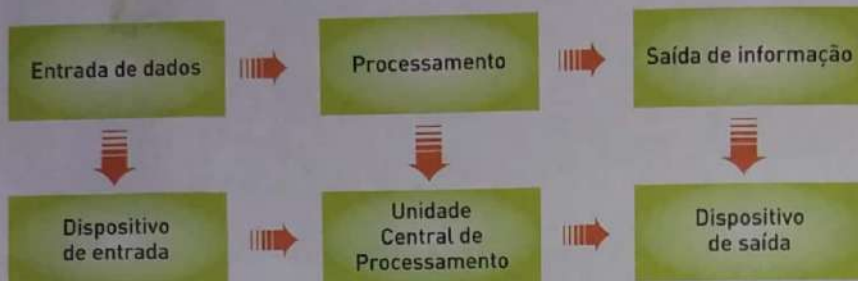 Entrada de dados
Processamento
Saída de informação
Dispositivo
de entrada
Unidade
Central de
Processamento
Dispositivo
de saída